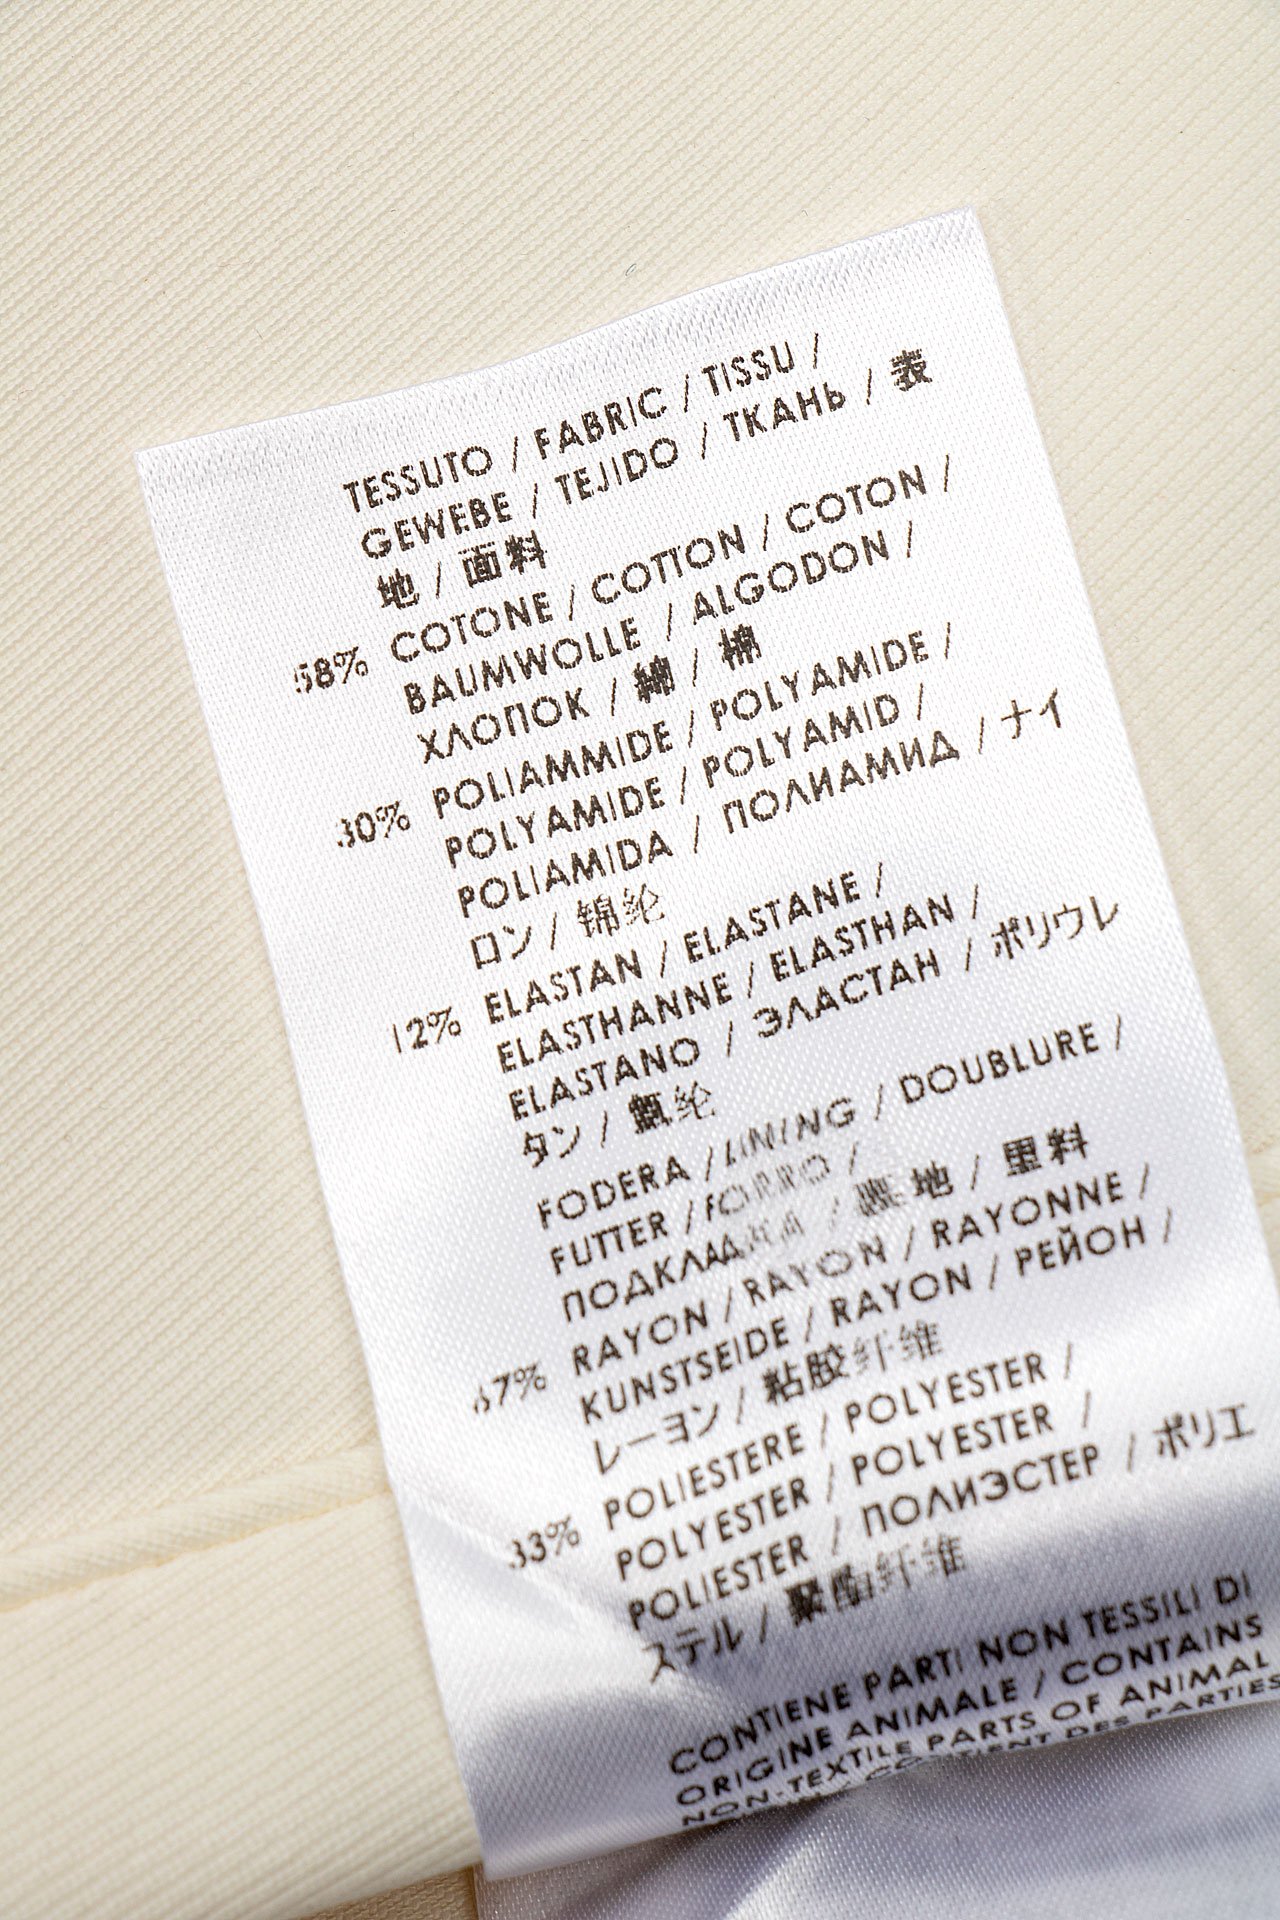 TESSUTO / FABRIC / TISSU /
GEWEBE / TEJIDO / ТКАНЬ / 表
地 / 面料
58% COTONE / COTTON / COTON /
BAUMWOLLE / ALGODON /
ХЛОПОК / 綿 / 棉
30% POLIAMMIDE / POLYAMIDE /
POLYAMIDE / POLYAMID /
POLIAMIDA / ПОЛИАМИД / ナイ
ロン / 锦纶
12% ELASTAN / ELASTANE /
ELASTHANNE / ELASTHAN /
ELASTANO / ЭЛАСТАН / ポリウレ
タン / 氨纶
FODERA / LINING / DOUBLURE /
FUTTER / FORRO /
ПОДКЛАДКА / 裏地 / 里料
67% RAYON / RAYON / RAYONNE /
KUNSTSEIDE / RAYON / РЕЙОН /
レーヨン / 粘胶纤维
33% POLIESTERE / POLYESTER /
POLYESTER / POLYESTER /
POLIESTER / ПОЛИЭСТЕР / ポリエ
ステル / 聚酯纤维
CONTIENE PARTI NON TESSILI DI
ORIGINE ANIMALE / CONTAINS
NON-TEXTILE PARTS OF ANIMAL
CONTIENT DES PARTIES